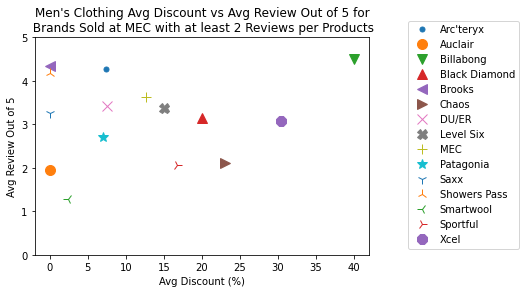 Men's Clothing Avg Discount vs Avg Review Out of 5 for
Brands Sold at MEC with at least 2 Reviews per Products
Avg Review Out of 5
5
4
3
2
1
0
0 5 10 15 20 25 30 35 40
Avg Discount (%)
Arc'teryx
Auclair
Billabong
Black Diamond
Brooks
Chaos
DU/ER
Level Six
MEC
Patagonia
Saxx
Showers Pass
Smartwool
Sportful
Xcel